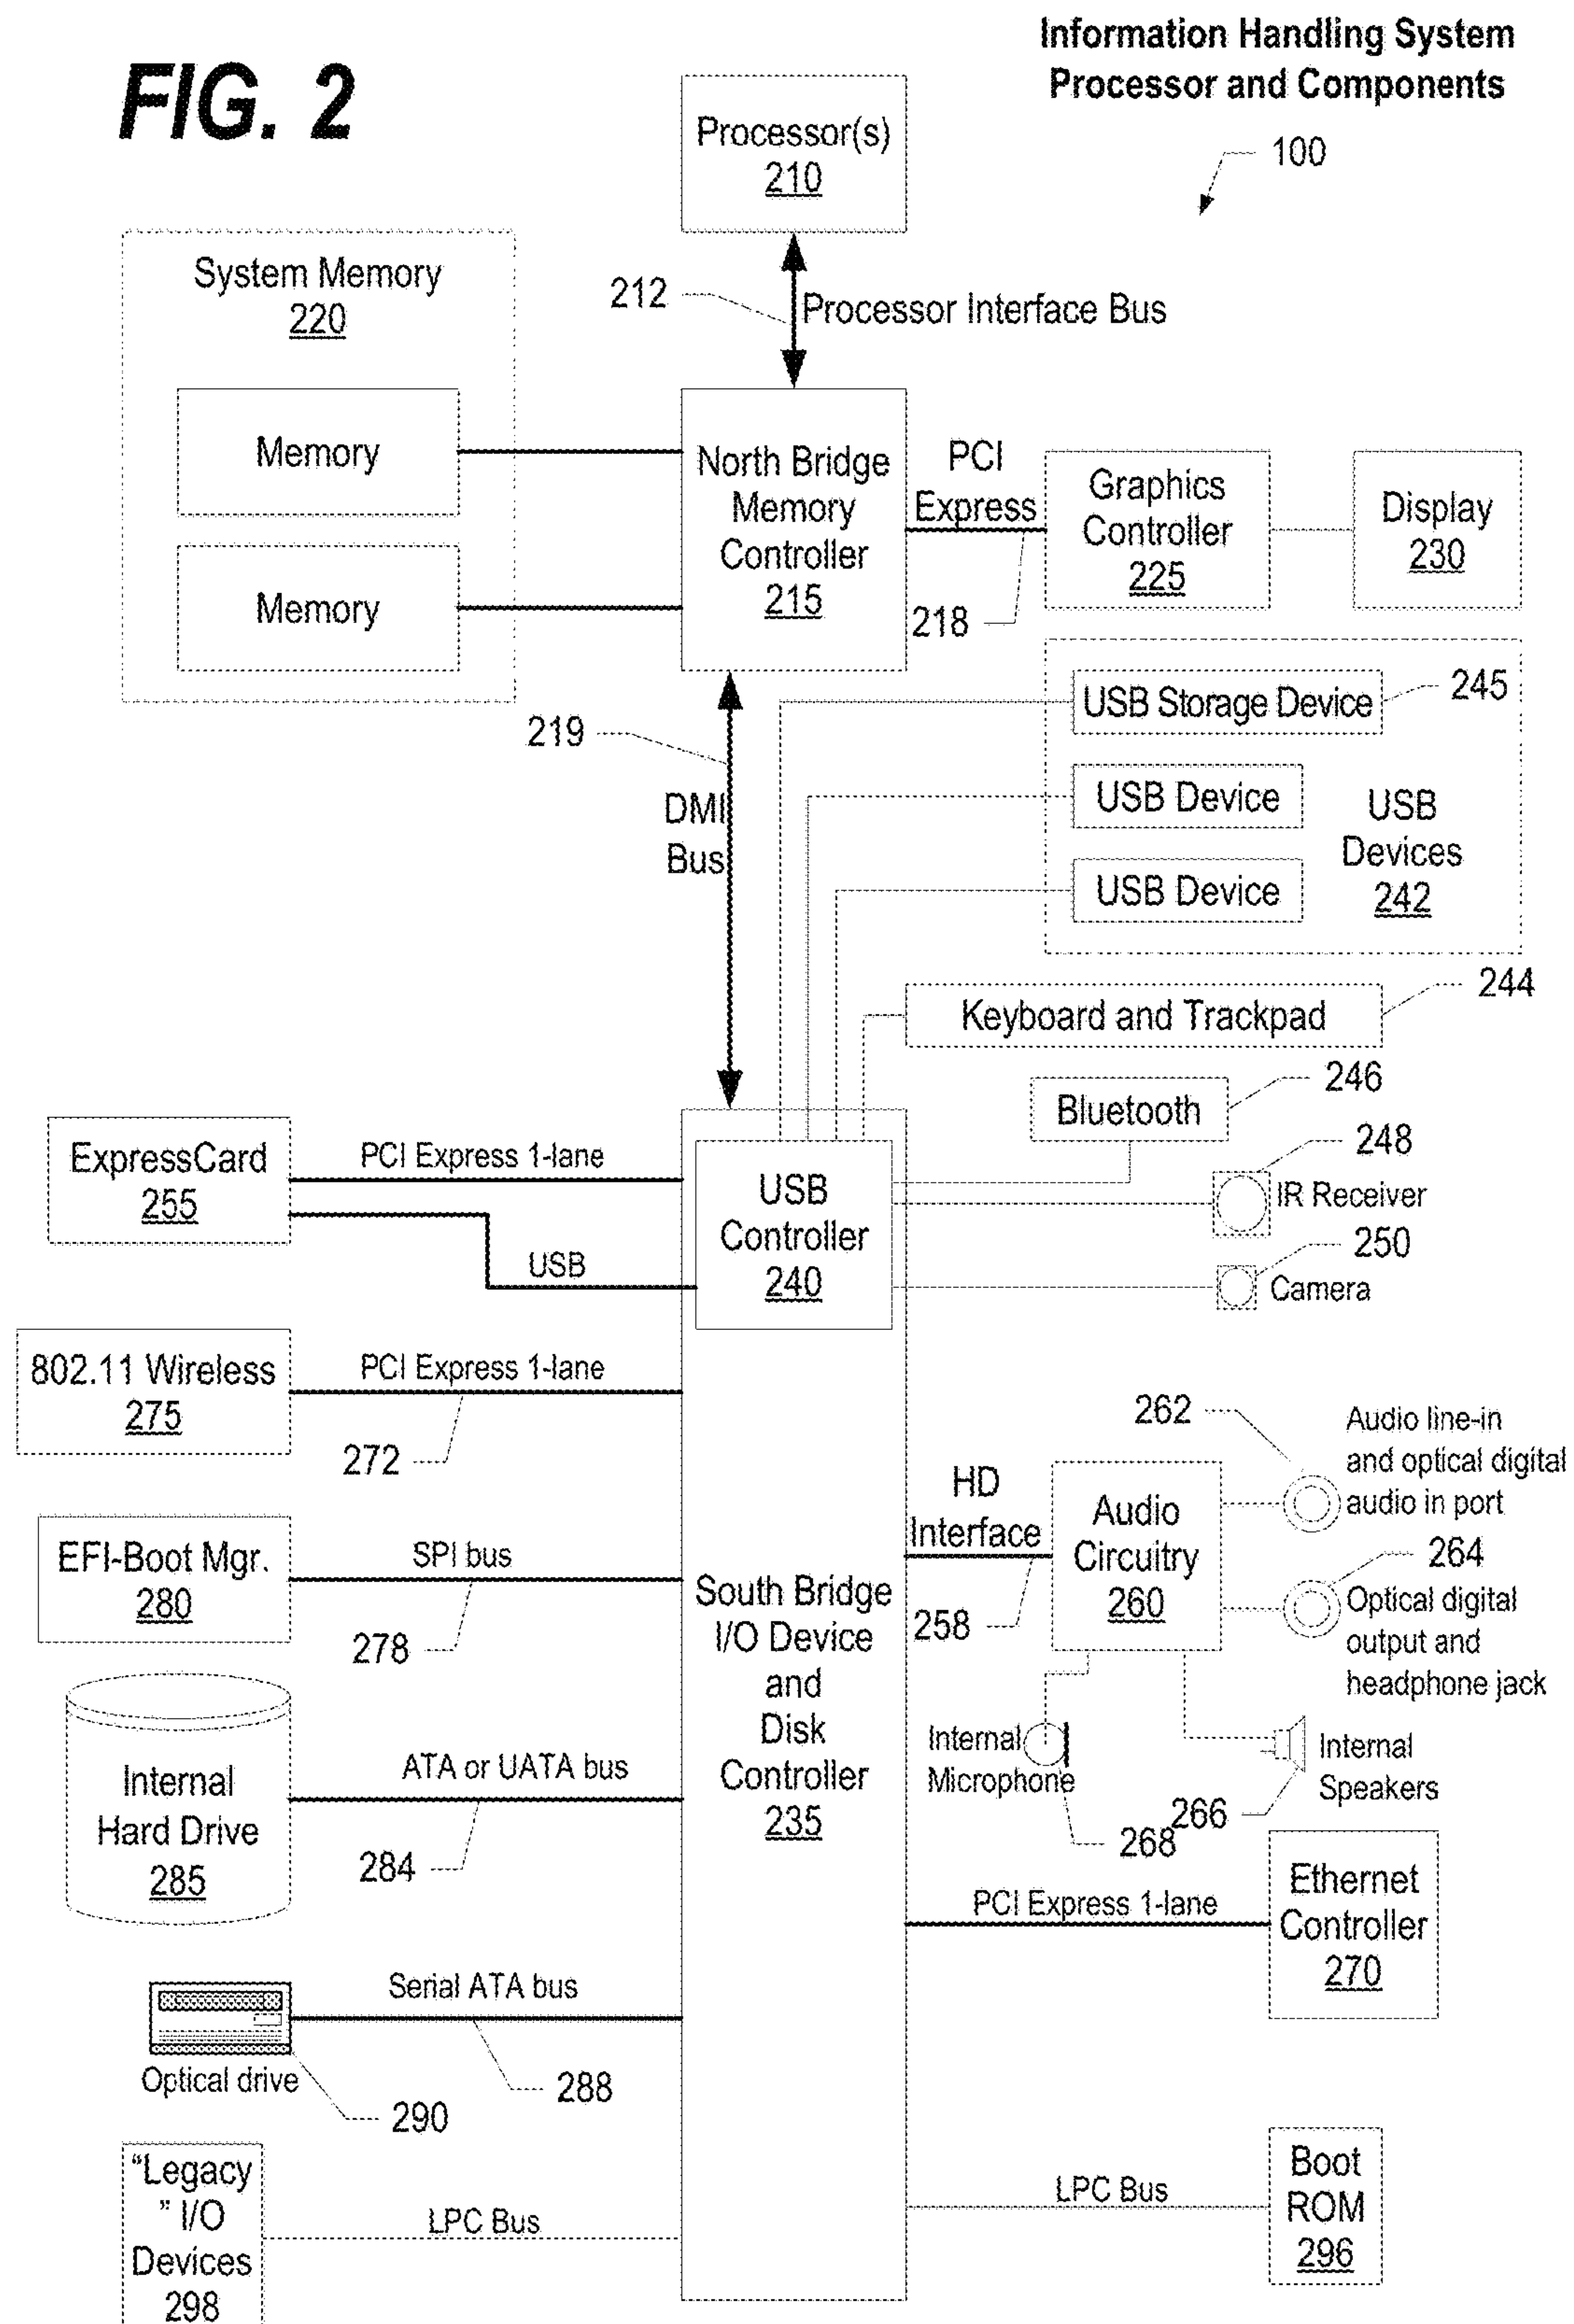 FIG. 2
Information Handling System
Processor and Components
100
Processor(s)
210
212
Processor Interface Bus
System Memory
220
Memory
Memory
North Bridge
Memory
Controller
215
PCI
Express
218
Graphics
Controller
225
Display
230
219
DMI
Bus
USB Storage Device
245
USB Device
USB Device
USB
Devices
242
Keyboard and Trackpad
244
Bluetooth
246
248
IR Receiver
250
Camera
ExpressCard
255
PCI Express 1-lane
USB
USB
Controller
240
802.11 Wireless
275
PCI Express 1-lane
272
EFI-Boot Mgr.
280
SPI bus
278
Internal
Hard Drive
285
ATA or UATA bus
284
South Bridge
I/O Device
and
Disk
Controller
235
HD
Interface
258
Audio
Circuitry
260
262
Audio line-in
and optical digital
audio in port
264
Optical digital
output and
headphone jack
Internal
Microphone
268
266
Internal
Speakers
PCI Express 1-lane
Ethernet
Controller
270
Serial ATA bus
288
Optical drive
290
“Legacy
” I/O
Devices
298
LPC Bus
LPC Bus
Boot
ROM
296